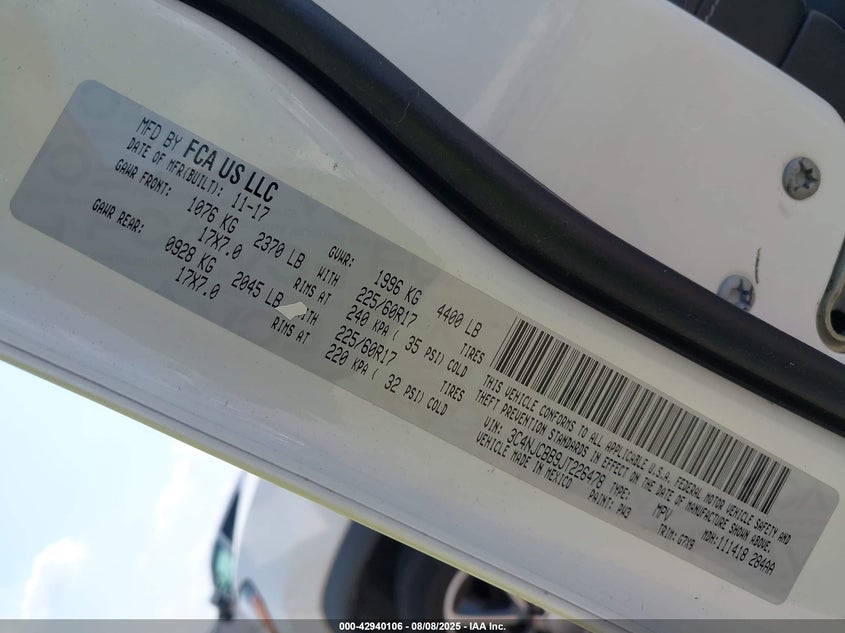 MFD BY FCA US LLC
DATE OF MFR(BUILT): 11-17
GVWR: 1996 KG 4400 LB
GAWR FRONT: 1076 KG 2370 LB WITH 225/60R17 TIRES
17X7.0 RIMS AT 240 KPA ( 35 PSI) COLD
GAWR REAR: 0928 KG 2045 LB WITH 225/60R17 TIRES
17X7.0 RIMS AT 220 KPA ( 32 PSI) COLD
THIS VEHICLE CONFORMS TO ALL APPLICABLE U.S.A. FEDERAL MOTOR VEHICLE SAFETY AND
THEFT PREVENTION STANDARDS IN EFFECT ON THE DATE OF MANUFACTURE SHOWN ABOVE.
VIN: 3C4NJCBB9JT226478 TYPE: MPV MDH: 111418 284AA
VEHICLE MADE IN MEXICO PAINT: PW2 TRIM: G7X9
000-42940106 - 08/08/2025 - IAA Inc.